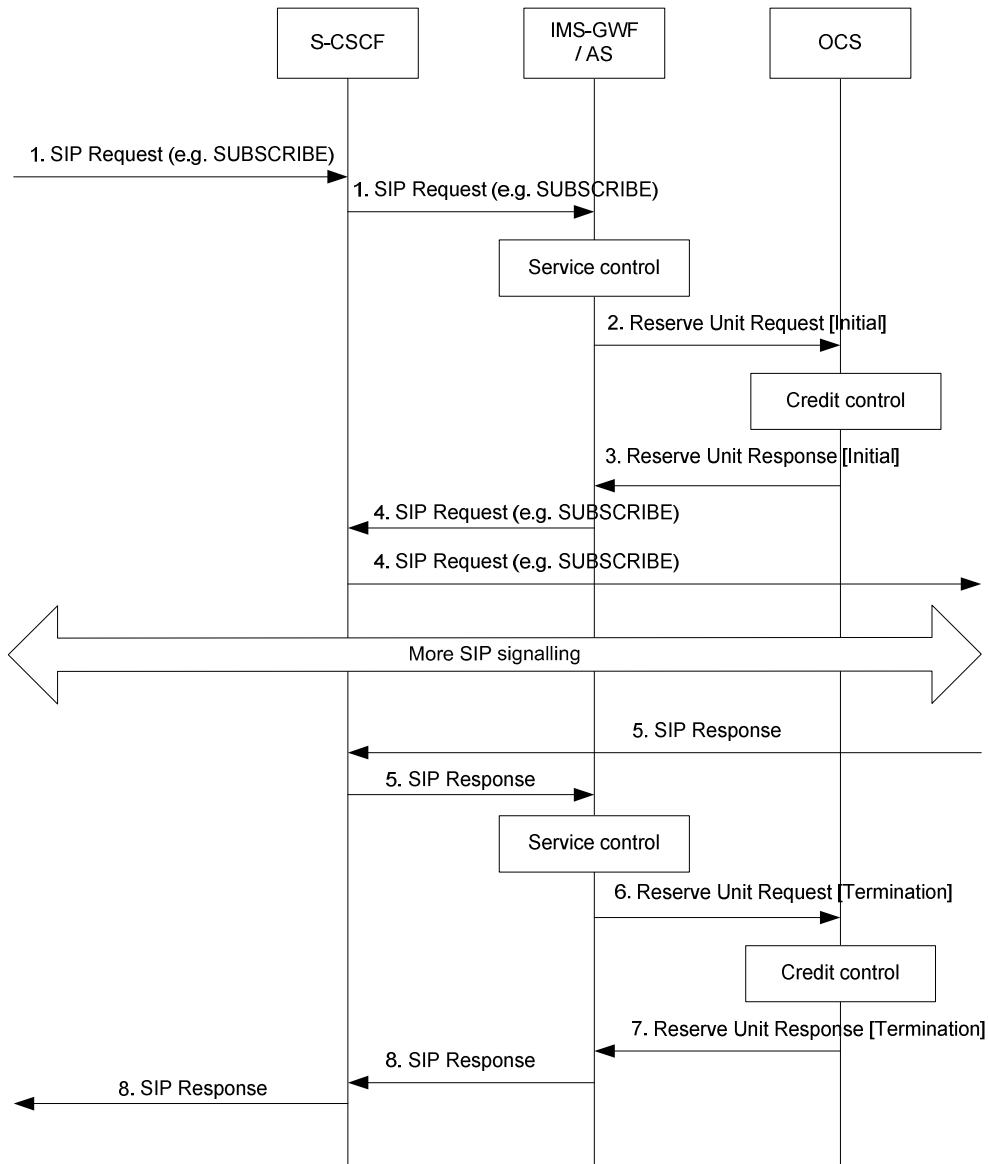 S-CSCF
IMS-GWF
/ AS
OCS
1. SIP Request (e.g. SUBSCRIBE)
1. SIP Request (e.g. SUBSCRIBE)
Service control
2. Reserve Unit Request [Initial]
Credit control
3. Reserve Unit Response [Initial]
4. SIP Request (e.g. SUBSCRIBE)
4. SIP Request (e.g. SUBSCRIBE)
More SIP signalling
5. SIP Response
5. SIP Response
Service control
6. Reserve Unit Request [Termination]
Credit control
7. Reserve Unit Response [Termination]
8. SIP Response
8. SIP Response